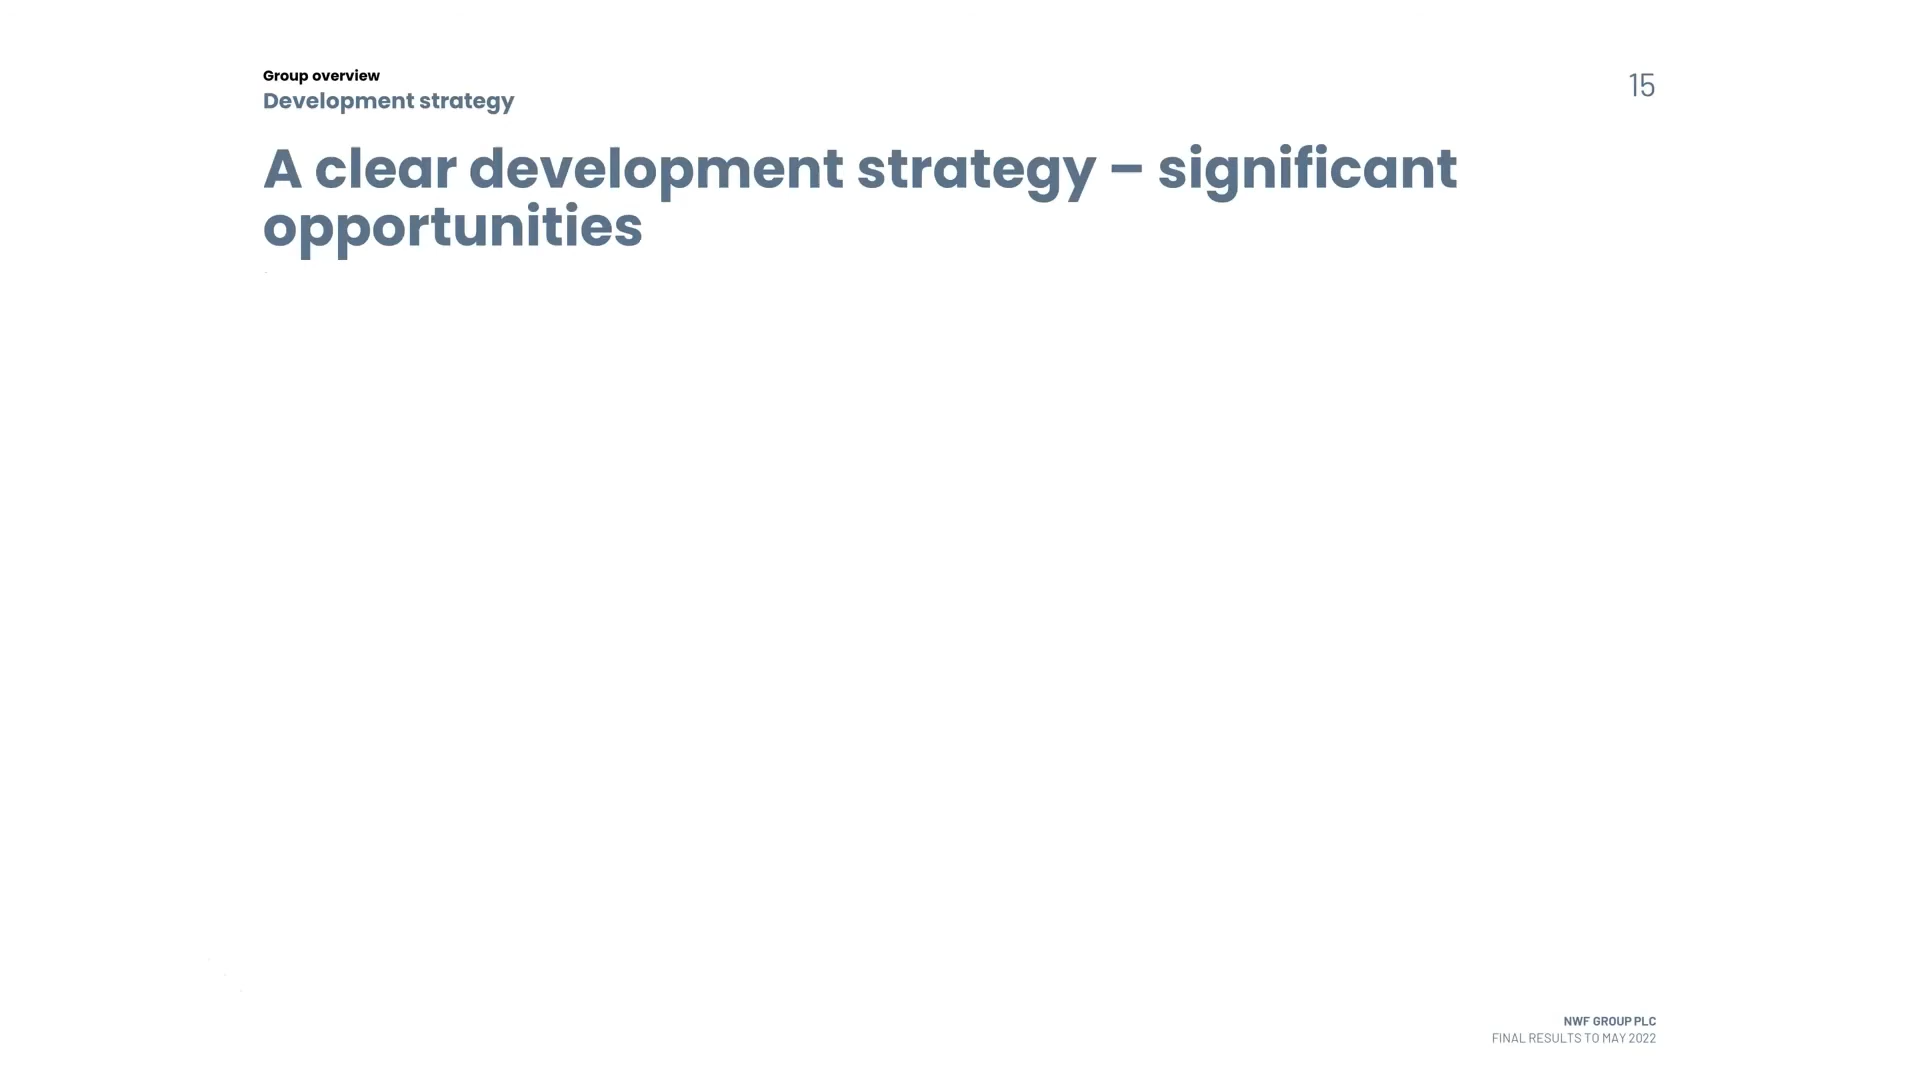 Group overview
Development strategy
15
A clear development strategy – significant
opportunities
NWF GROUP PLC
FINAL RESULTS TO MAY 2022